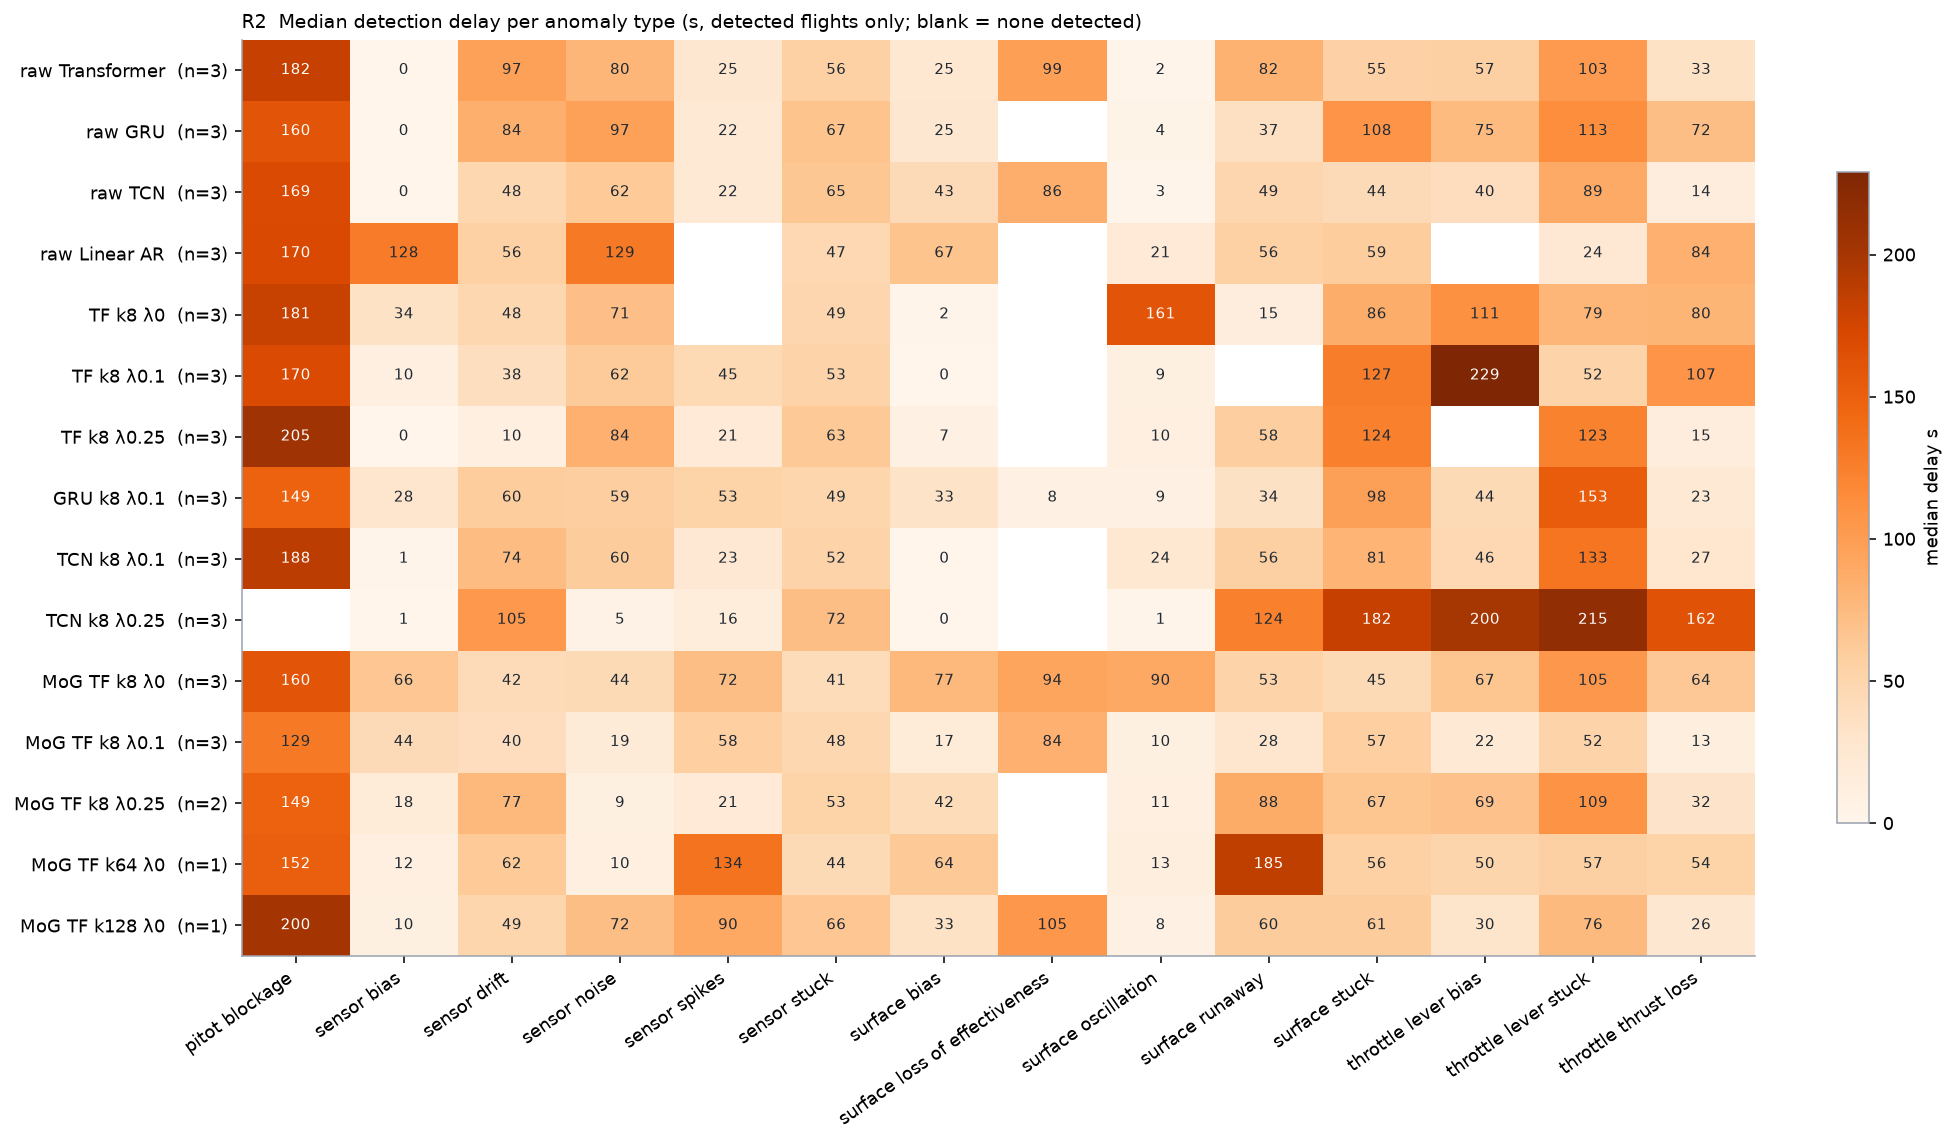 R2  Median detection delay per anomaly type (s, detected flights only; blank = none detected)
raw Transformer (n=3) 182 0 97 80 25 56 25 99 2 82 55 57 103 33
raw GRU (n=3) 160 0 84 97 22 67 25 4 37 108 75 113 72
raw TCN (n=3) 169 0 48 62 22 65 43 86 3 49 44 40 89 14
raw Linear AR (n=3) 170 128 56 129 47 67 21 56 59 24 84
TF k8 λ0 (n=3) 181 34 48 71 49 2 161 15 86 111 79 80
TF k8 λ0.1 (n=3) 170 10 38 62 45 53 0 9 127 229 52 107
TF k8 λ0.25 (n=3) 205 0 10 84 21 63 7 10 58 124 123 15
GRU k8 λ0.1 (n=3) 149 28 60 59 53 49 33 8 9 34 98 44 153 23
TCN k8 λ0.1 (n=3) 188 1 74 60 23 52 0 24 56 81 46 133 27
TCN k8 λ0.25 (n=3) 1 105 5 16 72 0 1 124 182 200 215 162
MoG TF k8 λ0 (n=3) 160 66 42 44 72 41 77 94 90 53 45 67 105 64
MoG TF k8 λ0.1 (n=3) 129 44 40 19 58 48 17 84 10 28 57 22 52 13
MoG TF k8 λ0.25 (n=2) 149 18 77 9 21 53 42 11 88 67 69 109 32
MoG TF k64 λ0 (n=1) 152 12 62 10 134 44 64 13 185 56 50 57 54
MoG TF k128 λ0 (n=1) 200 10 49 72 90 66 33 105 8 60 61 30 76 26
pitot blockage
sensor bias
sensor drift
sensor noise
sensor spikes
sensor stuck
surface bias
surface loss of effectiveness
surface oscillation
surface runaway
surface stuck
throttle lever bias
throttle lever stuck
throttle thrust loss
200
150
100
50
0
median delay s